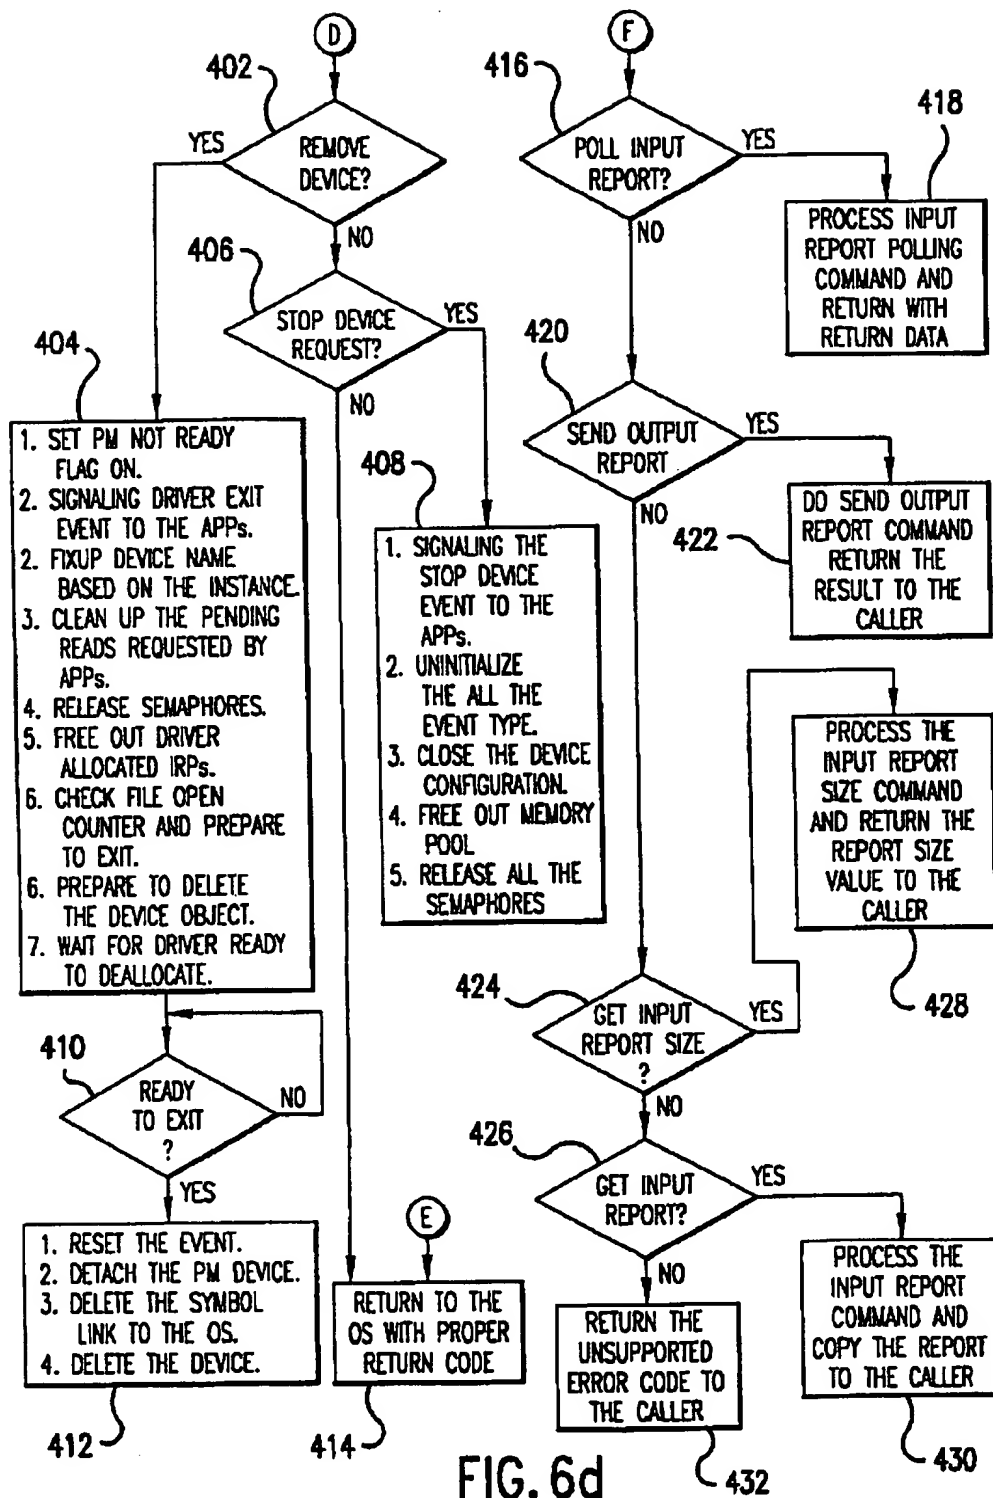 D
402
REMOVE
DEVICE?
YES
NO
406
STOP DEVICE
REQUEST?
YES
NO
404
1. SET PM NOT READY
FLAG ON.
2. SIGNALING DRIVER EXIT
EVENT TO THE APPs.
2. FIXUP DEVICE NAME
BASED ON THE INSTANCE.
3. CLEAN UP THE PENDING
READS REQUESTED BY
APPs.
4. RELEASE SEMAPHORES.
5. FREE OUT DRIVER
ALLOCATED IRPs.
6. CHECK FILE OPEN
COUNTER AND PREPARE
TO EXIT.
6. PREPARE TO DELETE
THE DEVICE OBJECT.
7. WAIT FOR DRIVER READY
TO DEALLOCATE.
408
1. SIGNALING THE
STOP DEVICE
EVENT TO THE
APPs.
2. UNINITIALIZE
THE ALL THE
EVENT TYPE.
3. CLOSE THE DEVICE
CONFIGURATION.
4. FREE OUT MEMORY
POOL
5. RELEASE ALL THE
SEMAPHORES
410
READY
TO EXIT
?
NO
YES
1. RESET THE EVENT.
2. DETACH THE PM DEVICE.
3. DELETE THE SYMBOL
LINK TO THE OS.
4. DELETE THE DEVICE.
412
E
RETURN TO THE
OS WITH PROPER
RETURN CODE
414
F
416
POLL INPUT
REPORT?
YES
NO
418
PROCESS INPUT
REPORT POLLING
COMMAND AND
RETURN WITH
RETURN DATA
420
SEND OUTPUT
REPORT
YES
NO
422
DO SEND OUTPUT
REPORT COMMAND
RETURN THE
RESULT TO THE
CALLER
424
GET INPUT
REPORT SIZE
?
YES
NO
PROCESS THE
INPUT REPORT
SIZE COMMAND
AND RETURN THE
REPORT SIZE
VALUE TO THE
CALLER
428
426
GET INPUT
REPORT?
YES
NO
PROCESS THE
INPUT REPORT
COMMAND AND
COPY THE REPORT
TO THE CALLER
430
RETURN THE
UNSUPPORTED
ERROR CODE TO
THE CALLER
432
FIG. 6d